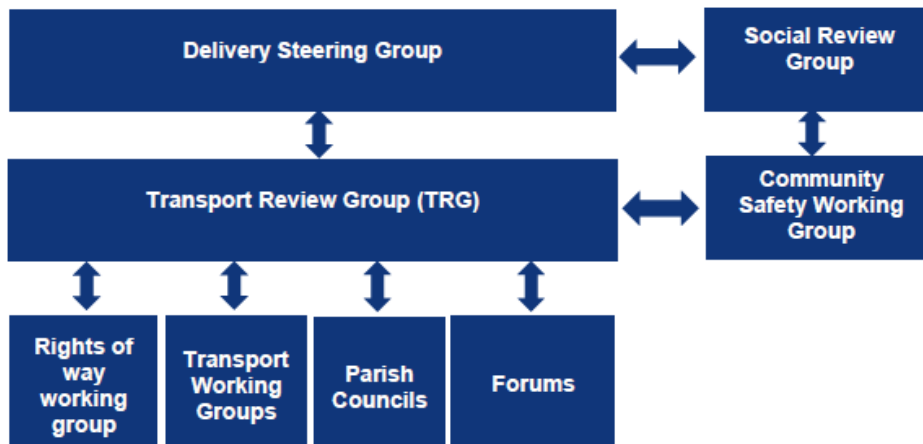 Delivery Steering Group
Social Review
Group
Transport Review Group (TRG)
Community
Safety Working
Group
Rights of
way
working
group
Transport
Working
Groups
Parish
Councils
Forums